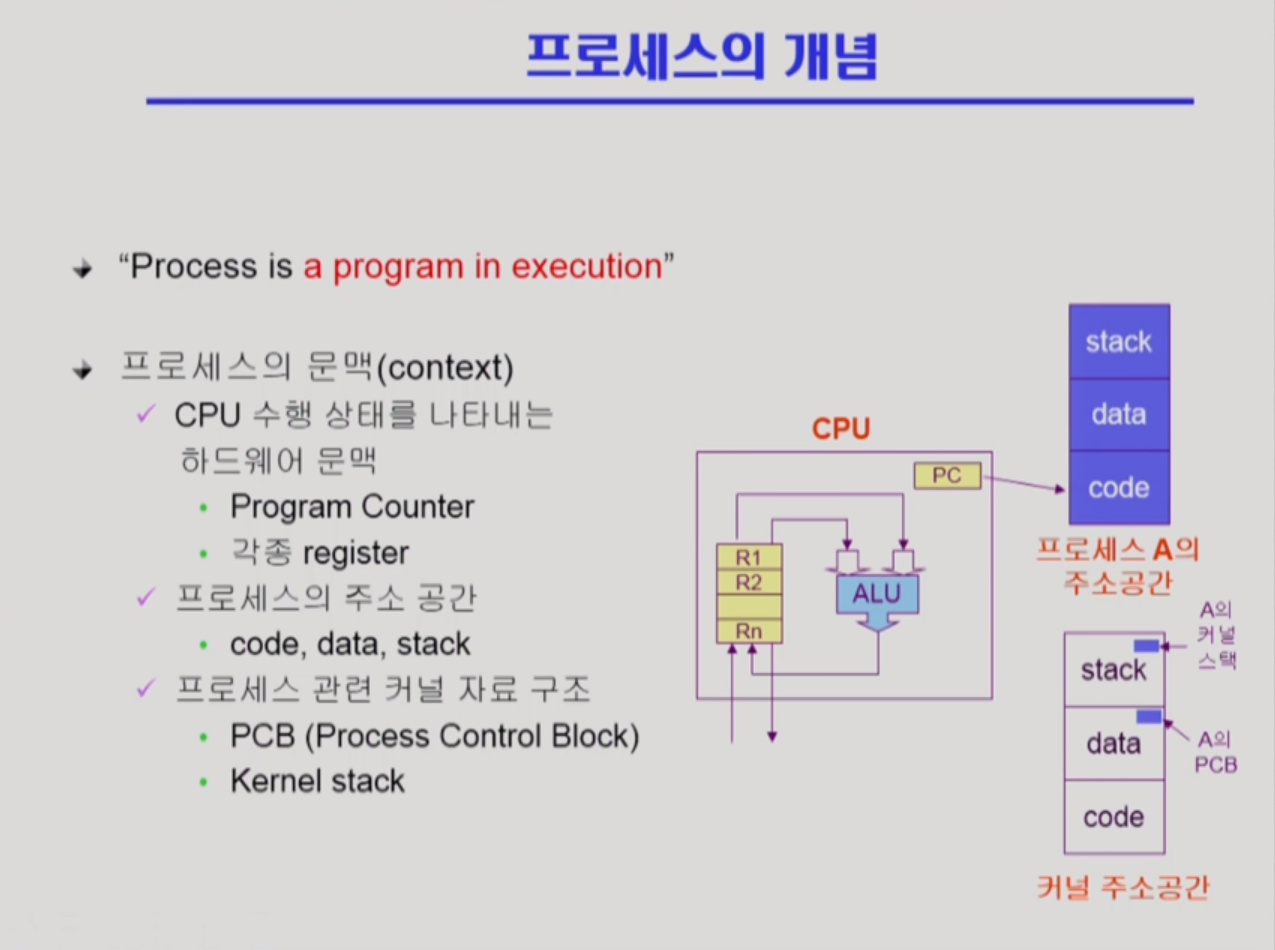 프로세스의 개념
“Process is a program in execution”
프로세스의 문맥(context)
CPU 수행 상태를 나타내는
하드웨어 문맥
Program Counter
각종 register
프로세스의 주소 공간
code, data, stack
프로세스 관련 커널 자료 구조
PCB (Process Control Block)
Kernel stack
CPU
PC
R1
R2
Rn
ALU
stack
data
code
프로세스 A의
주소공간
A의
커널
스택
stack
data
A의
PCB
code
커널 주소공간